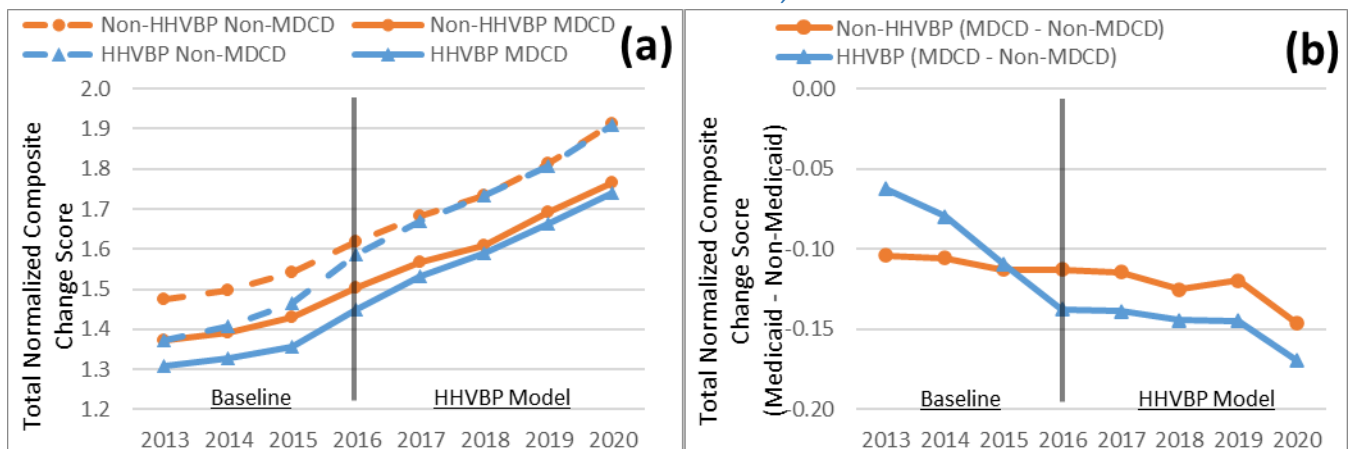 Non-HHVBP Non-MDCD
Non-HHVBP MDCD
HHVBP Non-MDCD
HHVBP MDCD
(a)
Total Normalized Composite
Change Score
2.0
1.9
1.8
1.7
1.6
1.5
1.4
1.3
1.2
Baseline
HHVBP Model
2013 2014 2015 2016 2017 2018 2019 2020
Non-HHVBP (MDCD - Non-MDCD)
HHVBP (MDCD - Non-MDCD)
(b)
Total Normalized Composite
Change Socre
(Medicaid - Non-Medicaid)
0.00
-0.05
-0.10
-0.15
-0.20
Baseline
HHVBP Model
2013 2014 2015 2016 2017 2018 2019 2020